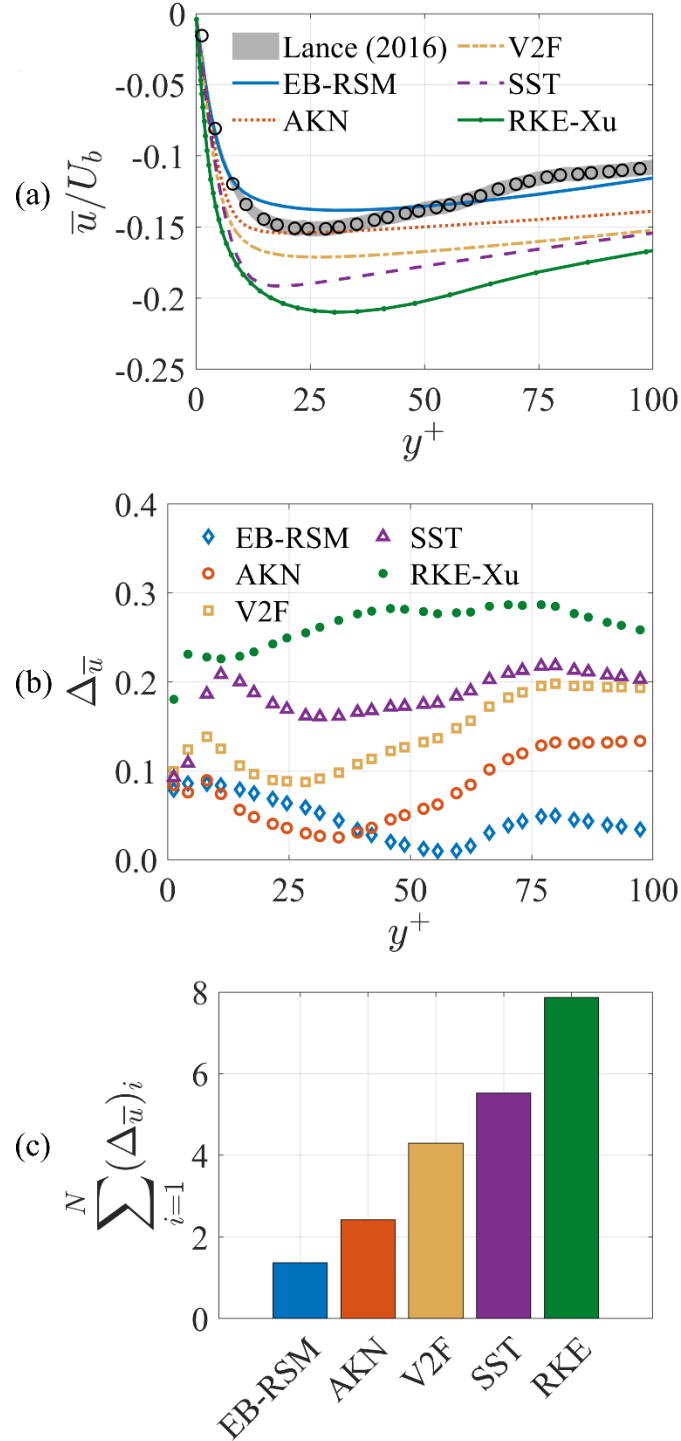 (a)
u̅/U_b
0
-0.05
-0.1
-0.15
-0.2
-0.25
Lance (2016) V2F
EB-RSM SST
AKN RKE-Xu
0 25 50 75 100
y⁺
(b)
Δ_u̅
0.4
0.3
0.2
0.1
0.0
EB-RSM SST
AKN RKE-Xu
V2F
0 25 50 75 100
y⁺
(c)
∑_{i=1}^{N}(Δ_u̅)_i
8
6
4
2
0
EB-RSM AKN V2F SST RKE